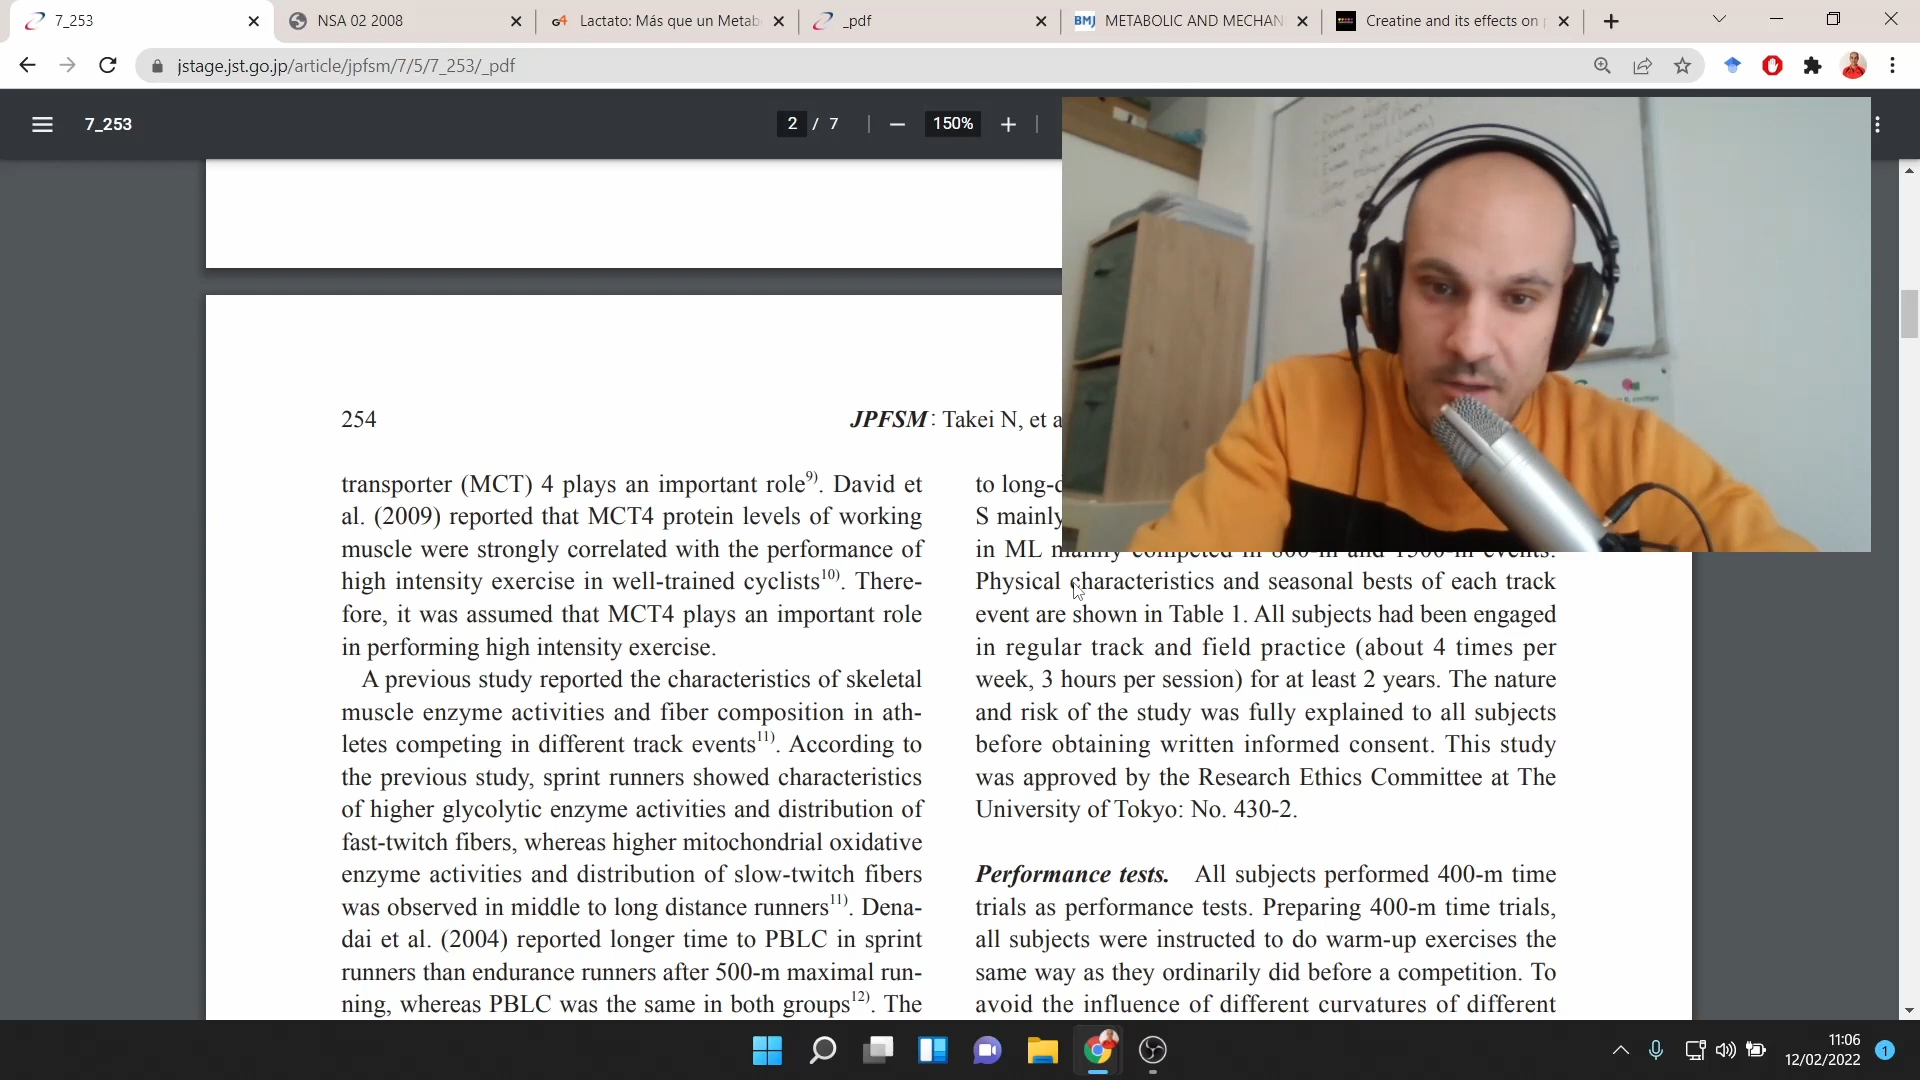 7_253
NSA 02 2008
G4
Lactato: Más que un Metab
_pdf
BMJ
METABOLIC AND MECHAN
Creatine and its effects on p
jstage.jst.go.jp/article/jpfsm/7/5/7_253/_pdf
7_253
2 / 7
150%
254
JPFSM: Takei N, et a
transporter (MCT) 4 plays an important role9). David et
al. (2009) reported that MCT4 protein levels of working
muscle were strongly correlated with the performance of
high intensity exercise in well-trained cyclists10). There-
fore, it was assumed that MCT4 plays an important role
in performing high intensity exercise.
A previous study reported the characteristics of skeletal
muscle enzyme activities and fiber composition in ath-
letes competing in different track events11). According to
the previous study, sprint runners showed characteristics
of higher glycolytic enzyme activities and distribution of
fast-twitch fibers, whereas higher mitochondrial oxidative
enzyme activities and distribution of slow-twitch fibers
was observed in middle to long distance runners11). Dena-
dai et al. (2004) reported longer time to PBLC in sprint
runners than endurance runners after 500-m maximal run-
ning, whereas PBLC was the same in both groups12). The
to long-d
S mainly
in ML mainly competed in 800-m and 1500-m events.
Physical characteristics and seasonal bests of each track
event are shown in Table 1. All subjects had been engaged
in regular track and field practice (about 4 times per
week, 3 hours per session) for at least 2 years. The nature
and risk of the study was fully explained to all subjects
before obtaining written informed consent. This study
was approved by the Research Ethics Committee at The
University of Tokyo: No. 430-2.
Performance tests. All subjects performed 400-m time
trials as performance tests. Preparing 400-m time trials,
all subjects were instructed to do warm-up exercises the
same way as they ordinarily did before a competition. To
avoid the influence of different curvatures of different
11:06
12/02/2022
1